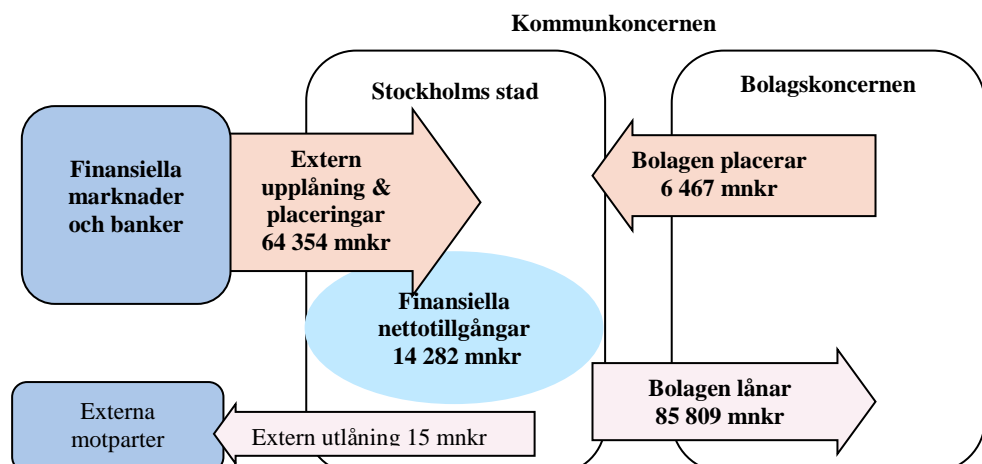 Kommunkoncernen
Stockholms stad
Bolagskoncernen
Finansiella
marknader
och banker
Extern
upplåning &
placeringar
64 354 mnkr
Bolagen placerar
6 467 mnkr
Finansiella
nettotillgångar
14 282 mnkr
Bolagen lånar
85 809 mnkr
Externa
motparter
Extern utlåning 15 mnkr